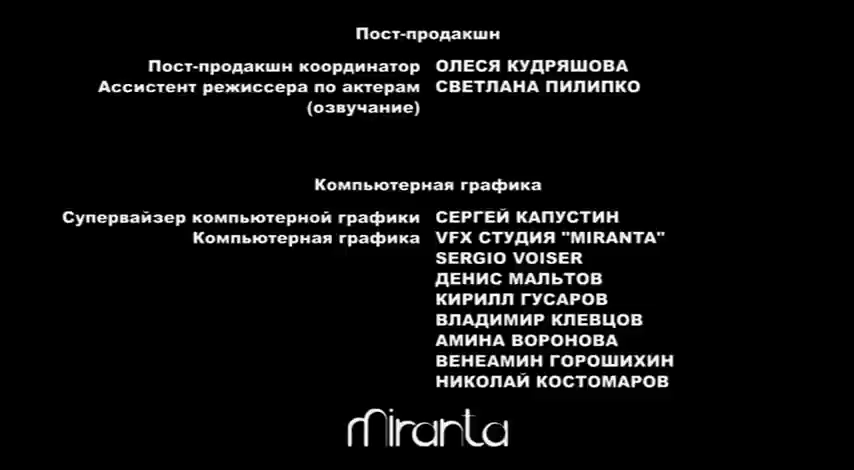 Пост-продакшн
Пост-продакшн координатор ОЛЕСЯ КУДРЯШОВА
Ассистент режиссера по актерам СВЕТЛАНА ПИЛИПКО
(озвучание)
Компьютерная графика
Супервайзер компьютерной графики СЕРГЕЙ КАПУСТИН
Компьютерная графика VFX СТУДИЯ "MIRANTA"
SERGIO VOISER
ДЕНИС МАЛЬТОВ
КИРИЛЛ ГУСАРОВ
ВЛАДИМИР КЛЕВЦОВ
АМИНА ВОРОНОВА
ВЕНЕАМИН ГОРОШИХИН
НИКОЛАЙ КОСТОМАРОВ
Miranta